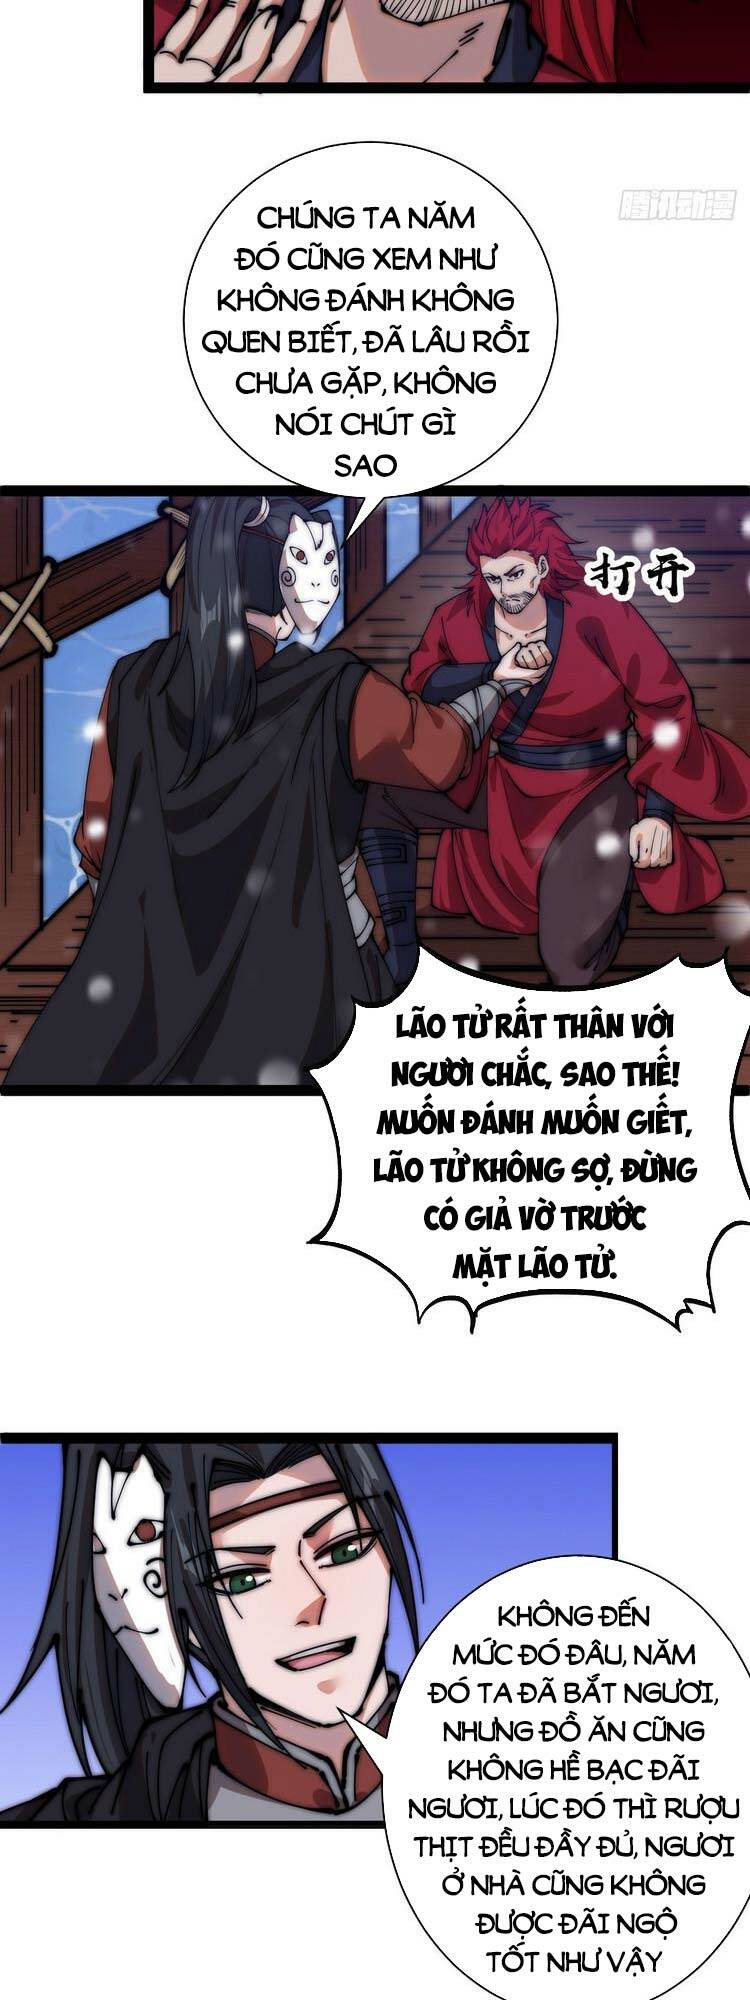 腾讯动漫
CHÚNG TA NĂM
ĐÓ CŨNG XEM NHƯ
KHÔNG ĐÁNH KHÔNG
QUEN BIẾT, ĐÃ LÂU RỒI
CHƯA GẶP, KHÔNG
NÓI CHÚT GÌ
SAO
打开
LÃO TỬ RẤT THÂN VỚI
NGƯƠI CHẮC, SAO THẾ!
MUỐN ĐÁNH MUỐN GIẾT,
LÃO TỬ KHÔNG SỢ, ĐỪNG
CÓ GIẢ VỜ TRƯỚC
MẶT LÃO TỬ.
KHÔNG ĐẾN
MỨC ĐÓ ĐÂU, NĂM
ĐÓ TA ĐÃ BẮT NGƯƠI,
NHƯNG ĐỒ ĂN CŨNG
KHÔNG HỀ BẠC ĐÃI
NGƯƠI, LÚC ĐÓ THÌ RƯỢU
THỊT ĐỀU ĐẦY ĐỦ, NGƯƠI
Ở NHÀ CŨNG KHÔNG
ĐƯỢC ĐÃI NGỘ
TỐT NHƯ VẬY